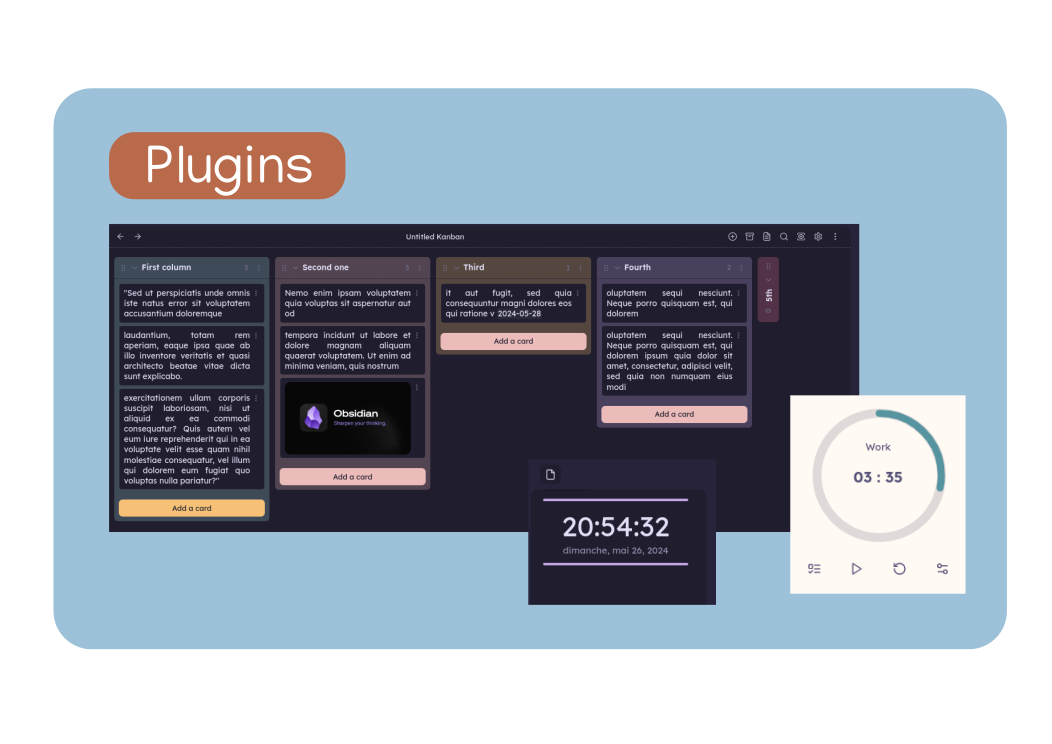 Plugins
Untitled Kanban
First column 3
"Sed ut perspiciatis unde omnis
iste natus error sit voluptatem
accusantium doloremque
laudantium, totam rem
aperiam, eaque ipsa quae ab
illo inventore veritatis et quasi
architecto beatae vitae dicta
sunt explicabo.
exercitationem ullam corporis
suscipit laboriosam, nisi ut
aliquid ex ea commodi
consequatur? Quis autem vel
eum iure reprehenderit qui in ea
voluptate velit esse quam nihil
molestiae consequatur, vel illum
qui dolorem eum fugiat quo
voluptas nulla pariatur?"
Add a card
Second one 3
Nemo enim ipsam voluptatem
quia voluptas sit aspernatur aut
od
tempora incidunt ut labore et
dolore magnam aliquam
quaerat voluptatem. Ut enim ad
minima veniam, quis nostrum
Obsidian
Sharpen your thinking.
Add a card
Third 1
it aut fugit, sed quia
consequuntur magni dolores eos
qui ratione v 2024-05-28
Add a card
Fourth 2
oluptatem sequi nesciunt.
Neque porro quisquam est, qui
dolorem
oluptatem sequi nesciunt.
Neque porro quisquam est, qui
dolorem ipsum quia dolor sit
amet, consectetur, adipisci velit,
sed quia non numquam eius
modi
Add a card
5th 0
20:54:32
dimanche, mai 26, 2024
Work
03 : 35